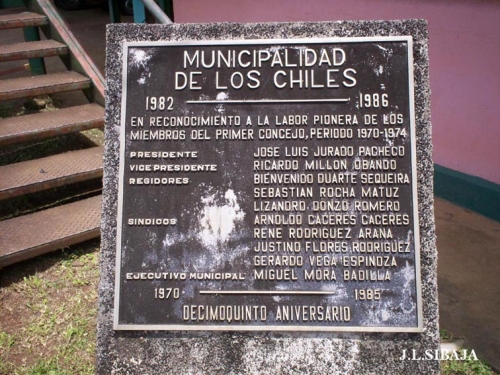 MUNICIPALIDAD
DE LOS CHILES
1982 1986
EN RECONOCIMIENTO A LA LABOR PIONERA DE LOS
MIEMBROS DEL PRIMER CONCEJO, PERIODO 1970-1974
PRESIDENTE JOSE LUIS JURADO PACHECO
VICE PRESIDENTE RICARDO MILLON OBANDO
REGIDORES BIENVENIDO DUARTE SEQUEIRA
SEBASTIAN ROCHA MATUZ
LIZANDRO DONZO ROMERO
SINDICOS ARNOLDO CACERES CACERES
RENE RODRIGUEZ ARANA
JUSTINO FLORES RODRIGUEZ
GERARDO VEGA ESPINOZA
EJECUTIVO MUNICIPAL MIGUEL MORA BADILLA
1970 1985
DECIMOQUINTO ANIVERSARIO
J.L.SIBAJA